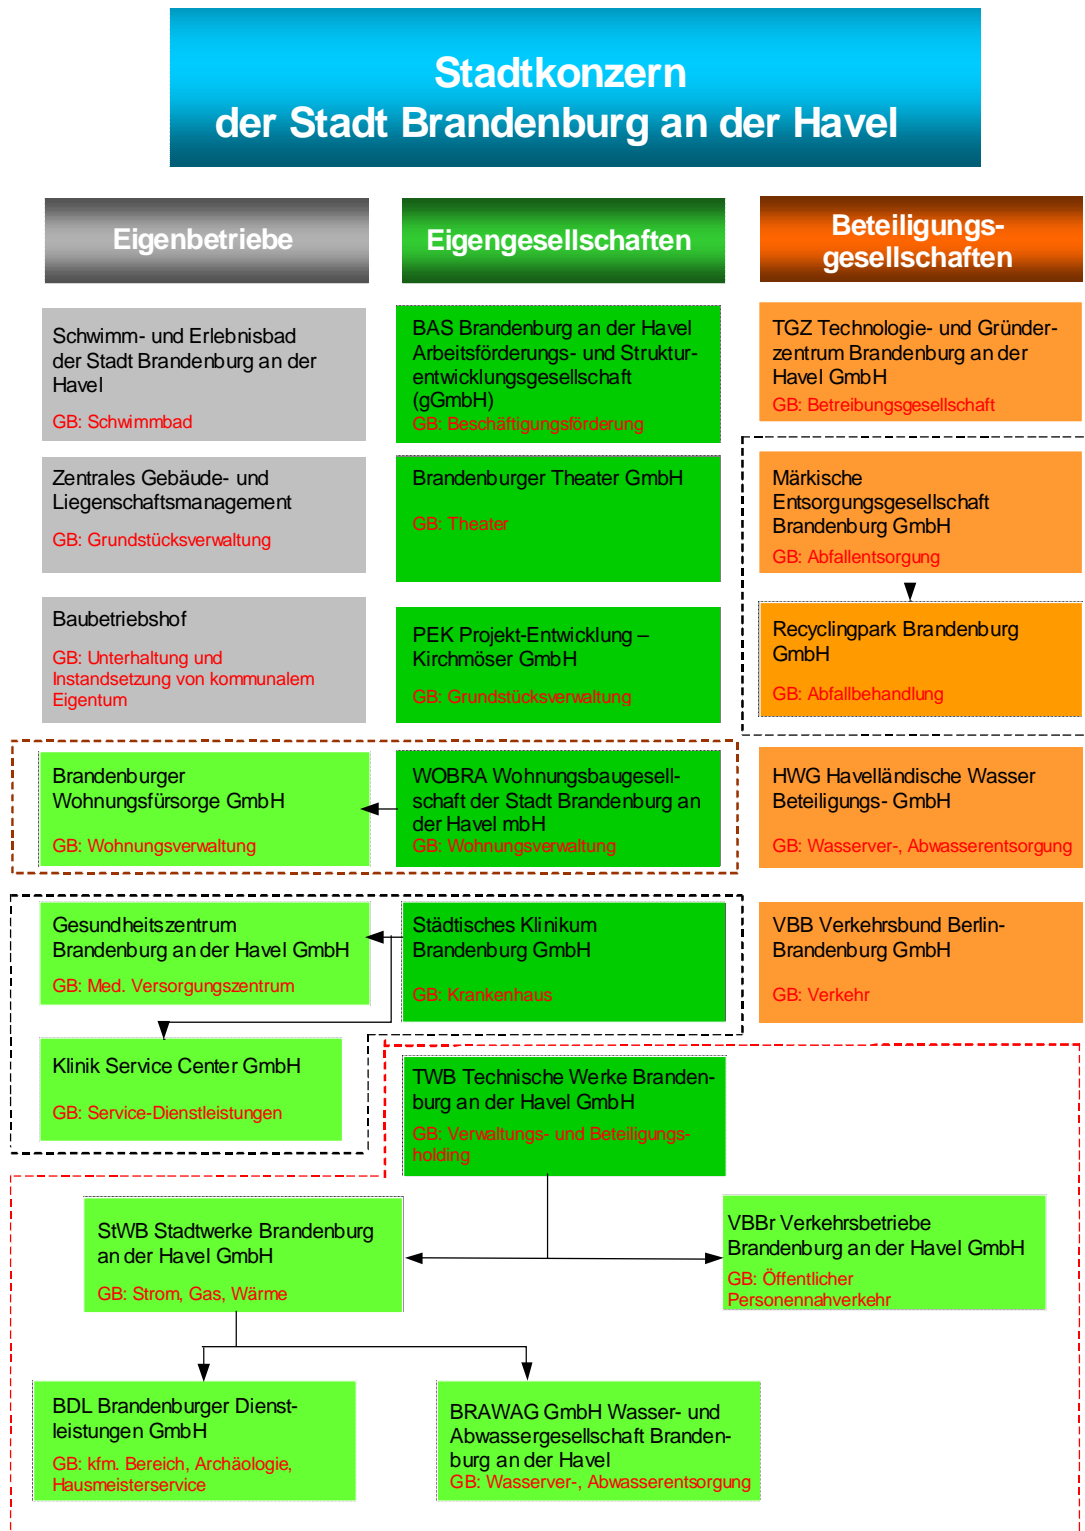 Stadtkonzern
der Stadt Brandenburg an der Havel
Eigenbetriebe
Eigengesellschaften
Beteiligungs-
gesellschaften
Schwimm- und Erlebnisbad
der Stadt Brandenburg an der
Havel
GB: Schwimmbad
BAS Brandenburg an der Havel
Arbeitsförderungs- und Struktur-
entwicklungsgesellschaft
(gGmbH)
GB: Beschäftigungsförderung
TGZ Technologie- und Gründer-
zentrum Brandenburg an der
Havel GmbH
GB: Betreibungsgesellschaft
Zentrales Gebäude- und
Liegenschaftsmanagement
GB: Grundstücksverwaltung
Brandenburger Theater GmbH
GB: Theater
Märkische
Entsorgungsgesellschaft
Brandenburg GmbH
GB: Abfallentsorgung
Baubetriebshof
GB: Unterhaltung und
Instandsetzung von kommunalem
Eigentum
PEK Projekt-Entwicklung –
Kirchmöser GmbH
GB: Grundstücksverwaltung
Recyclingpark Brandenburg
GmbH
GB: Abfallbehandlung
Brandenburger
Wohnungsfürsorge GmbH
GB: Wohnungsverwaltung
WOBRA Wohnungsbaugesell-
schaft der Stadt Brandenburg an
der Havel mbH
GB: Wohnungsverwaltung
HWG Havelländische Wasser
Beteiligungs- GmbH
GB: Wasserver-, Abwasserentsorgung
Gesundheitszentrum
Brandenburg an der Havel GmbH
GB: Med. Versorgungszentrum
Städtisches Klinikum
Brandenburg GmbH
GB: Krankenhaus
VBB Verkehrsbund Berlin-
Brandenburg GmbH
GB: Verkehr
Klinik Service Center GmbH
GB: Service-Dienstleistungen
TWB Technische Werke Branden-
burg an der Havel GmbH
GB: Verwaltungs- und Beteiligungs-
holding
StWB Stadtwerke Brandenburg
an der Havel GmbH
GB: Strom, Gas, Wärme
VBBr Verkehrsbetriebe
Brandenburg an der Havel GmbH
GB: Öffentlicher
Personennahverkehr
BDL Brandenburger Dienst-
leistungen GmbH
GB: kfm. Bereich, Archäologie,
Hausmeisterservice
BRAWAG GmbH Wasser- und
Abwassergesellschaft Branden-
burg an der Havel
GB: Wasserver-, Abwasserentsorgung